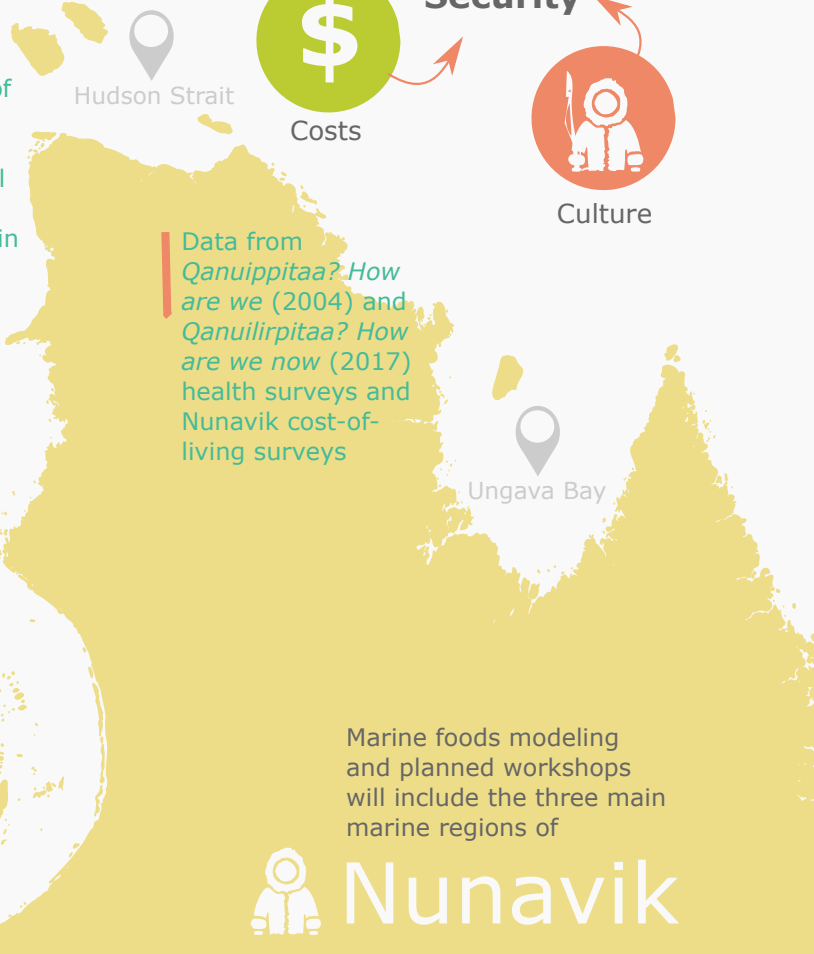 Security
Hudson Strait
$
Costs
Culture
of
l
in
Data from
Qanuippitaa? How
are we (2004) and
Qanuilirpitaa? How
are we now (2017)
health surveys and
Nunavik cost-of-
living surveys
Ungava Bay
Marine foods modeling
and planned workshops
will include the three main
marine regions of
Nunavik